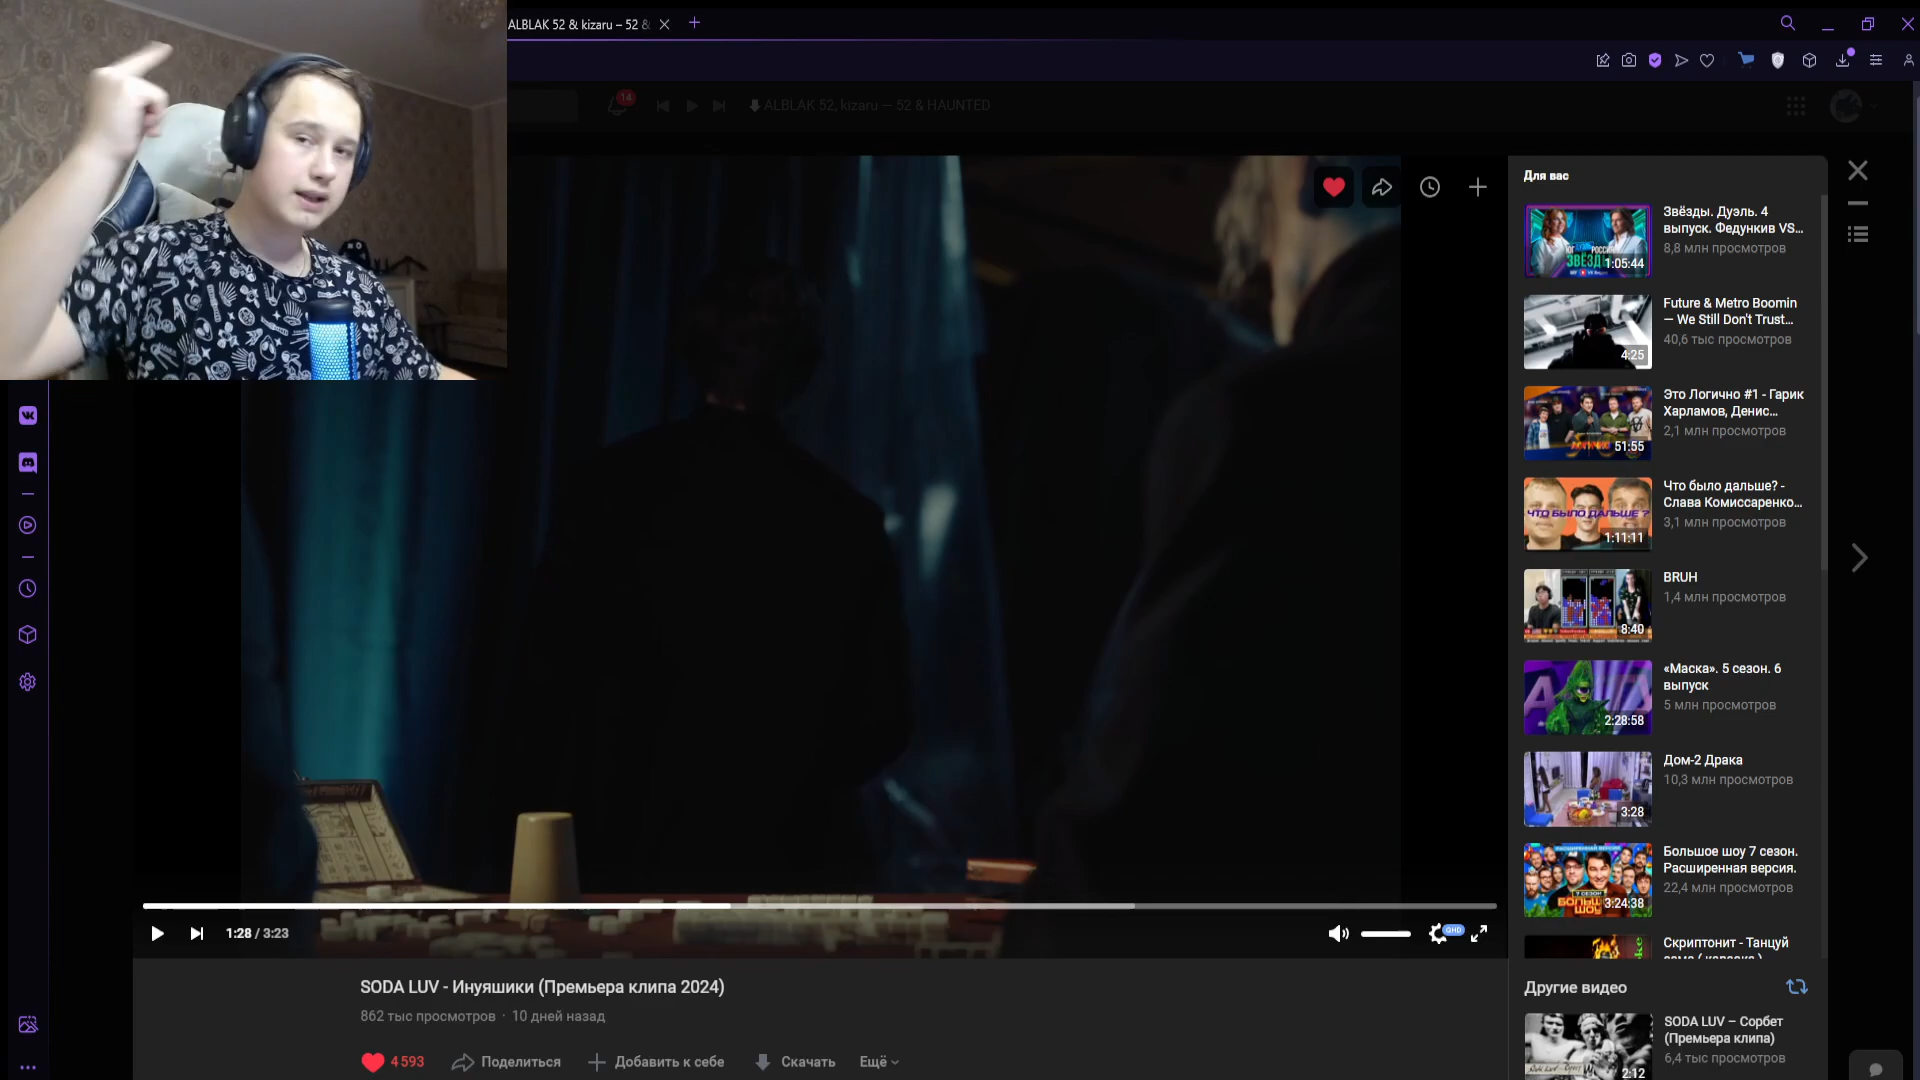 ALBLAK 52 & kizaru – 52 &
14
ALBLAK 52, kizaru — 52 & HAUNTED
Для вас
Звёзды. Дуэль. 4
выпуск. Федункив VS...
8,8 млн просмотров
1:05:44
Future & Metro Boomin
— We Still Don't Trust...
40,6 тыс просмотров
4:25
Это Логично #1 - Гарик
Харламов, Денис...
2,1 млн просмотров
51:55
Что было дальше? -
Слава Комиссаренко...
3,1 млн просмотров
ЧТО БЫЛО ДАЛЬШЕ ?
1:11:11
BRUH
1,4 млн просмотров
8:40
«Маска». 5 сезон. 6
выпуск
5 млн просмотров
2:28:58
Дом-2 Драка
10,3 млн просмотров
3:28
Большое шоу 7 сезон.
Расширенная версия.
22,4 млн просмотров
3:24:38
Скриптонит - Танцуй
1:28 / 3:23
QHD
SODA LUV - Инуяшики (Премьера клипа 2024)
862 тыс просмотров · 10 дней назад
4 593
Поделиться
Добавить к себе
Скачать
Ещё
Другие видео
SODA LUV – Сорбет
(Премьера клипа)
6,4 тыс просмотров
2:12